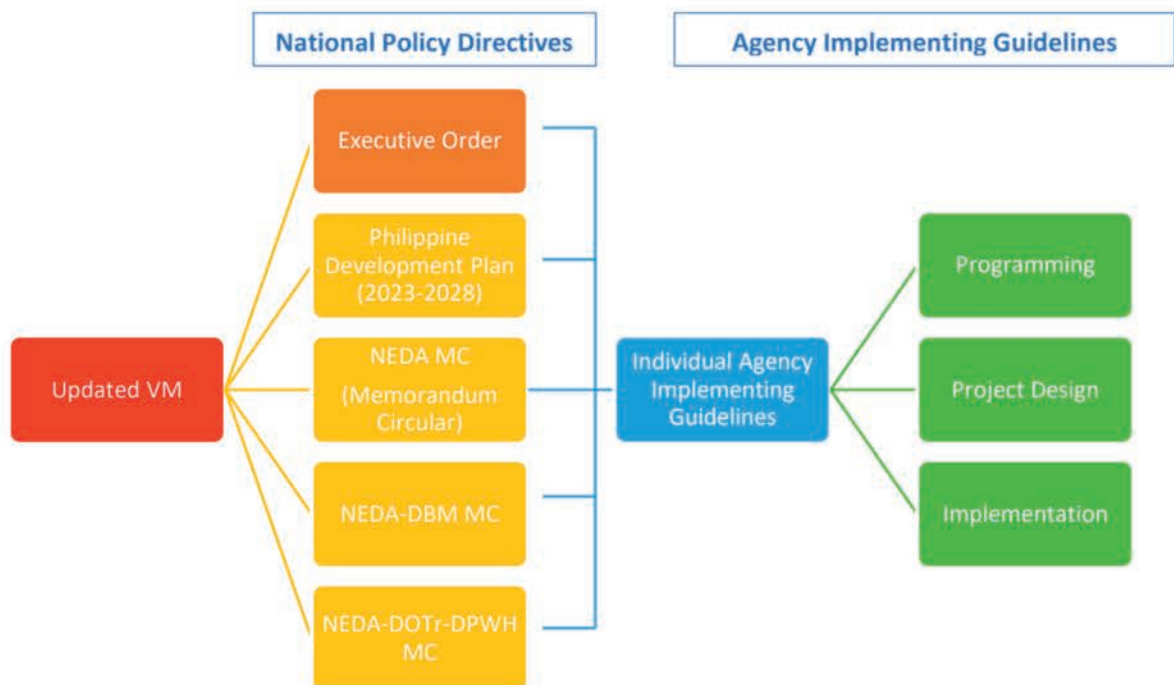 National Policy Directives
Agency Implementing Guidelines
Updated VM
Executive Order
Philippine
Development Plan
(2023-2028)
NEDA MC
(Memorandum
Circular)
NEDA-DBM MC
NEDA-DOTr-DPWH
MC
Individual Agency
Implementing
Guidelines
Programming
Project Design
Implementation